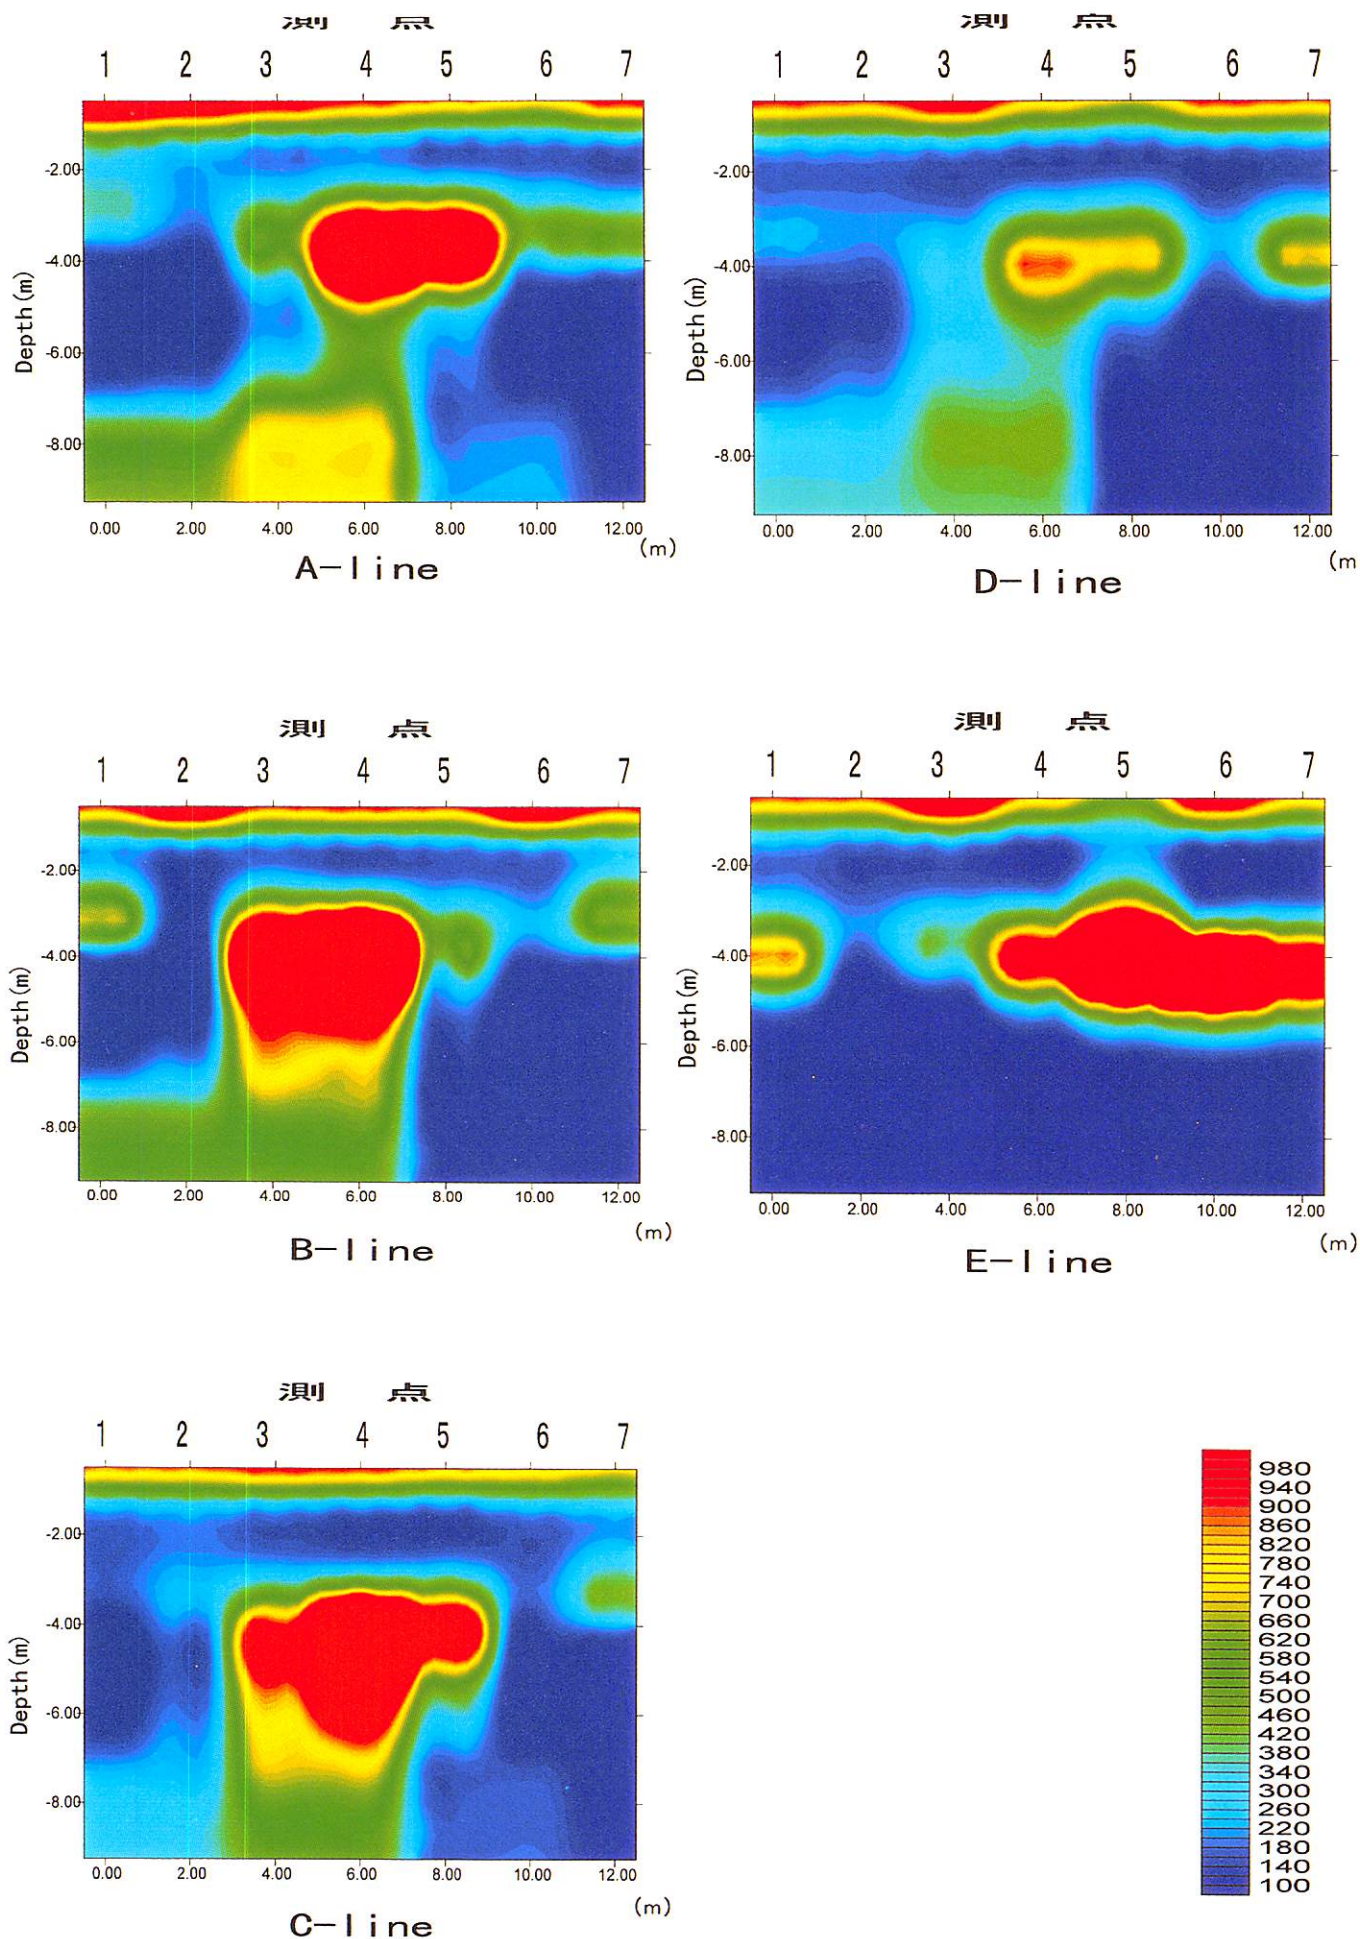 測 点
1 2 3 4 5 6 7
Depth(m)
-2.00
-4.00
-6.00
-8.00
0.00 2.00 4.00 6.00 8.00 10.00 12.00
(m)
A-line
測 点
1 2 3 4 5 6 7
Depth(m)
-2.00
-4.00
-6.00
-8.00
0.00 2.00 4.00 6.00 8.00 10.00 12.00
(m
D-line
測 点
1 2 3 4 5 6 7
Depth(m)
-2.00
-4.00
-6.00
-8.00
0.00 2.00 4.00 6.00 8.00 10.00 12.00
(m)
B-line
測 点
1 2 3 4 5 6 7
Depth(m)
-2.00
-4.00
-6.00
-8.00
0.00 2.00 4.00 6.00 8.00 10.00 12.00
(m)
E-line
測 点
1 2 3 4 5 6 7
Depth(m)
-2.00
-4.00
-6.00
-8.00
0.00 2.00 4.00 6.00 8.00 10.00 12.00
(m)
C-line
980
940
900
860
820
780
740
700
660
620
580
540
500
460
420
380
340
300
260
220
180
140
100